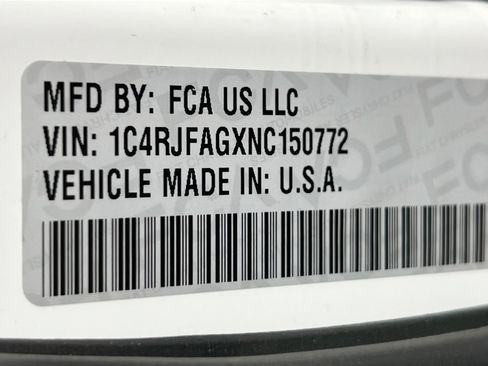 MFD BY: FCA US LLC
VIN: 1C4RJFAGXNC150772
VEHICLE MADE IN: U.S.A.